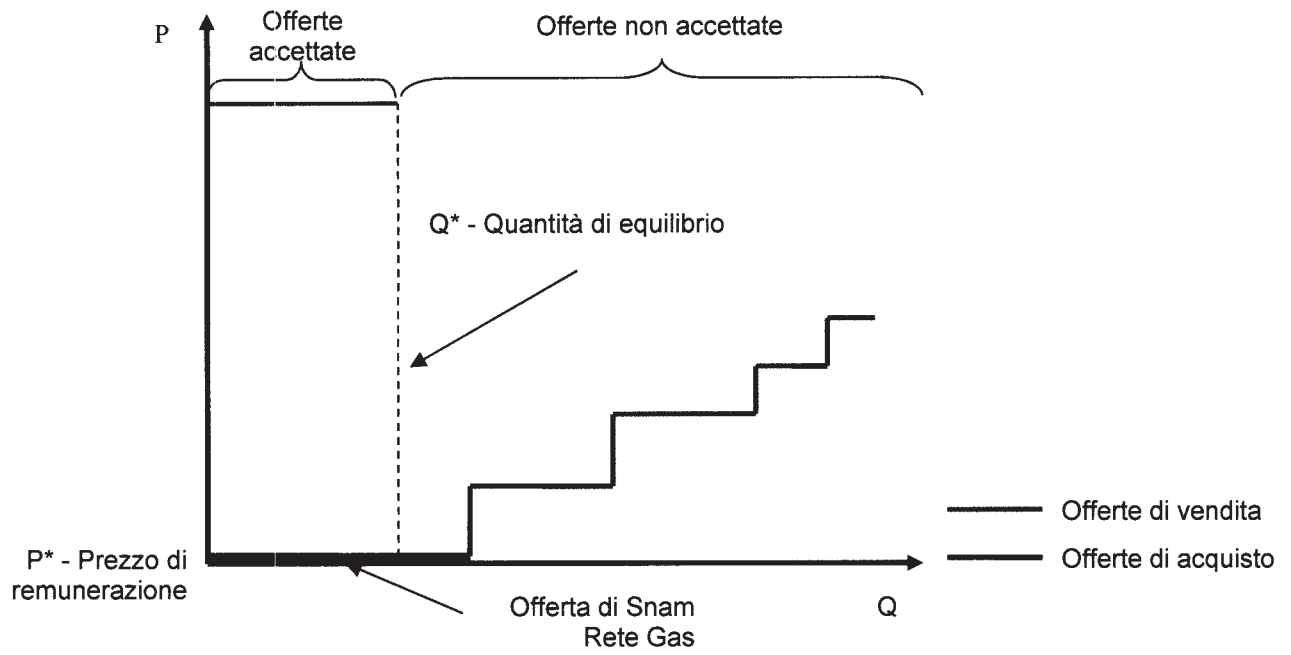 P
Offerte
accettate
Offerte non accettate
Q* - Quantità di equilibrio
Offerte di vendita
Offerte di acquisto
P* - Prezzo di
remunerazione
Offerta di Snam
Rete Gas
Q